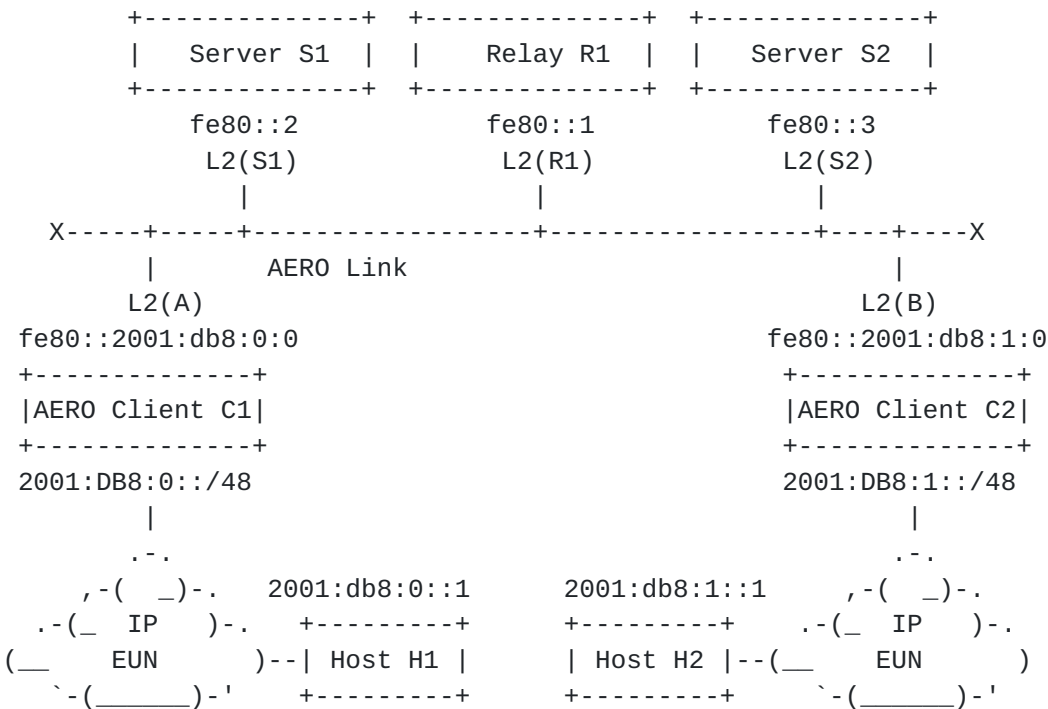 Server S1 Relay R1 Server S2
fe80::2 fe80::1 fe80::3
L2(S1) L2(R1) L2(S2)
X X
AERO Link
L2(A) L2(B)
fe80::2001:db8:0:0 fe80::2001:db8:1:0
AERO Client C1 AERO Client C2
2001:DB8:0::/48 2001:DB8:1::/48
2001:db8:0::1 2001:db8:1::1
IP IP
EUN Host H1 Host H2 EUN